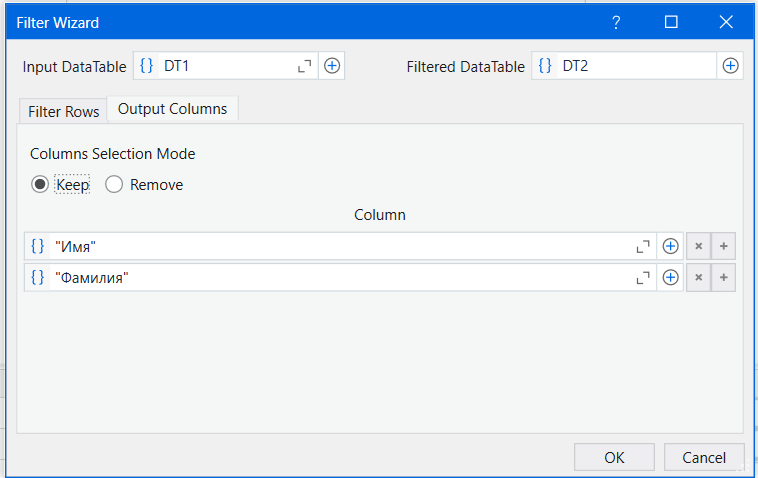 Filter Wizard ?
Input DataTable {} DT1 Filtered DataTable {} DT2
Filter Rows Output Columns
Columns Selection Mode
Keep Remove
Column
{} "Имя"
{} "Фамилия"
OK Cancel